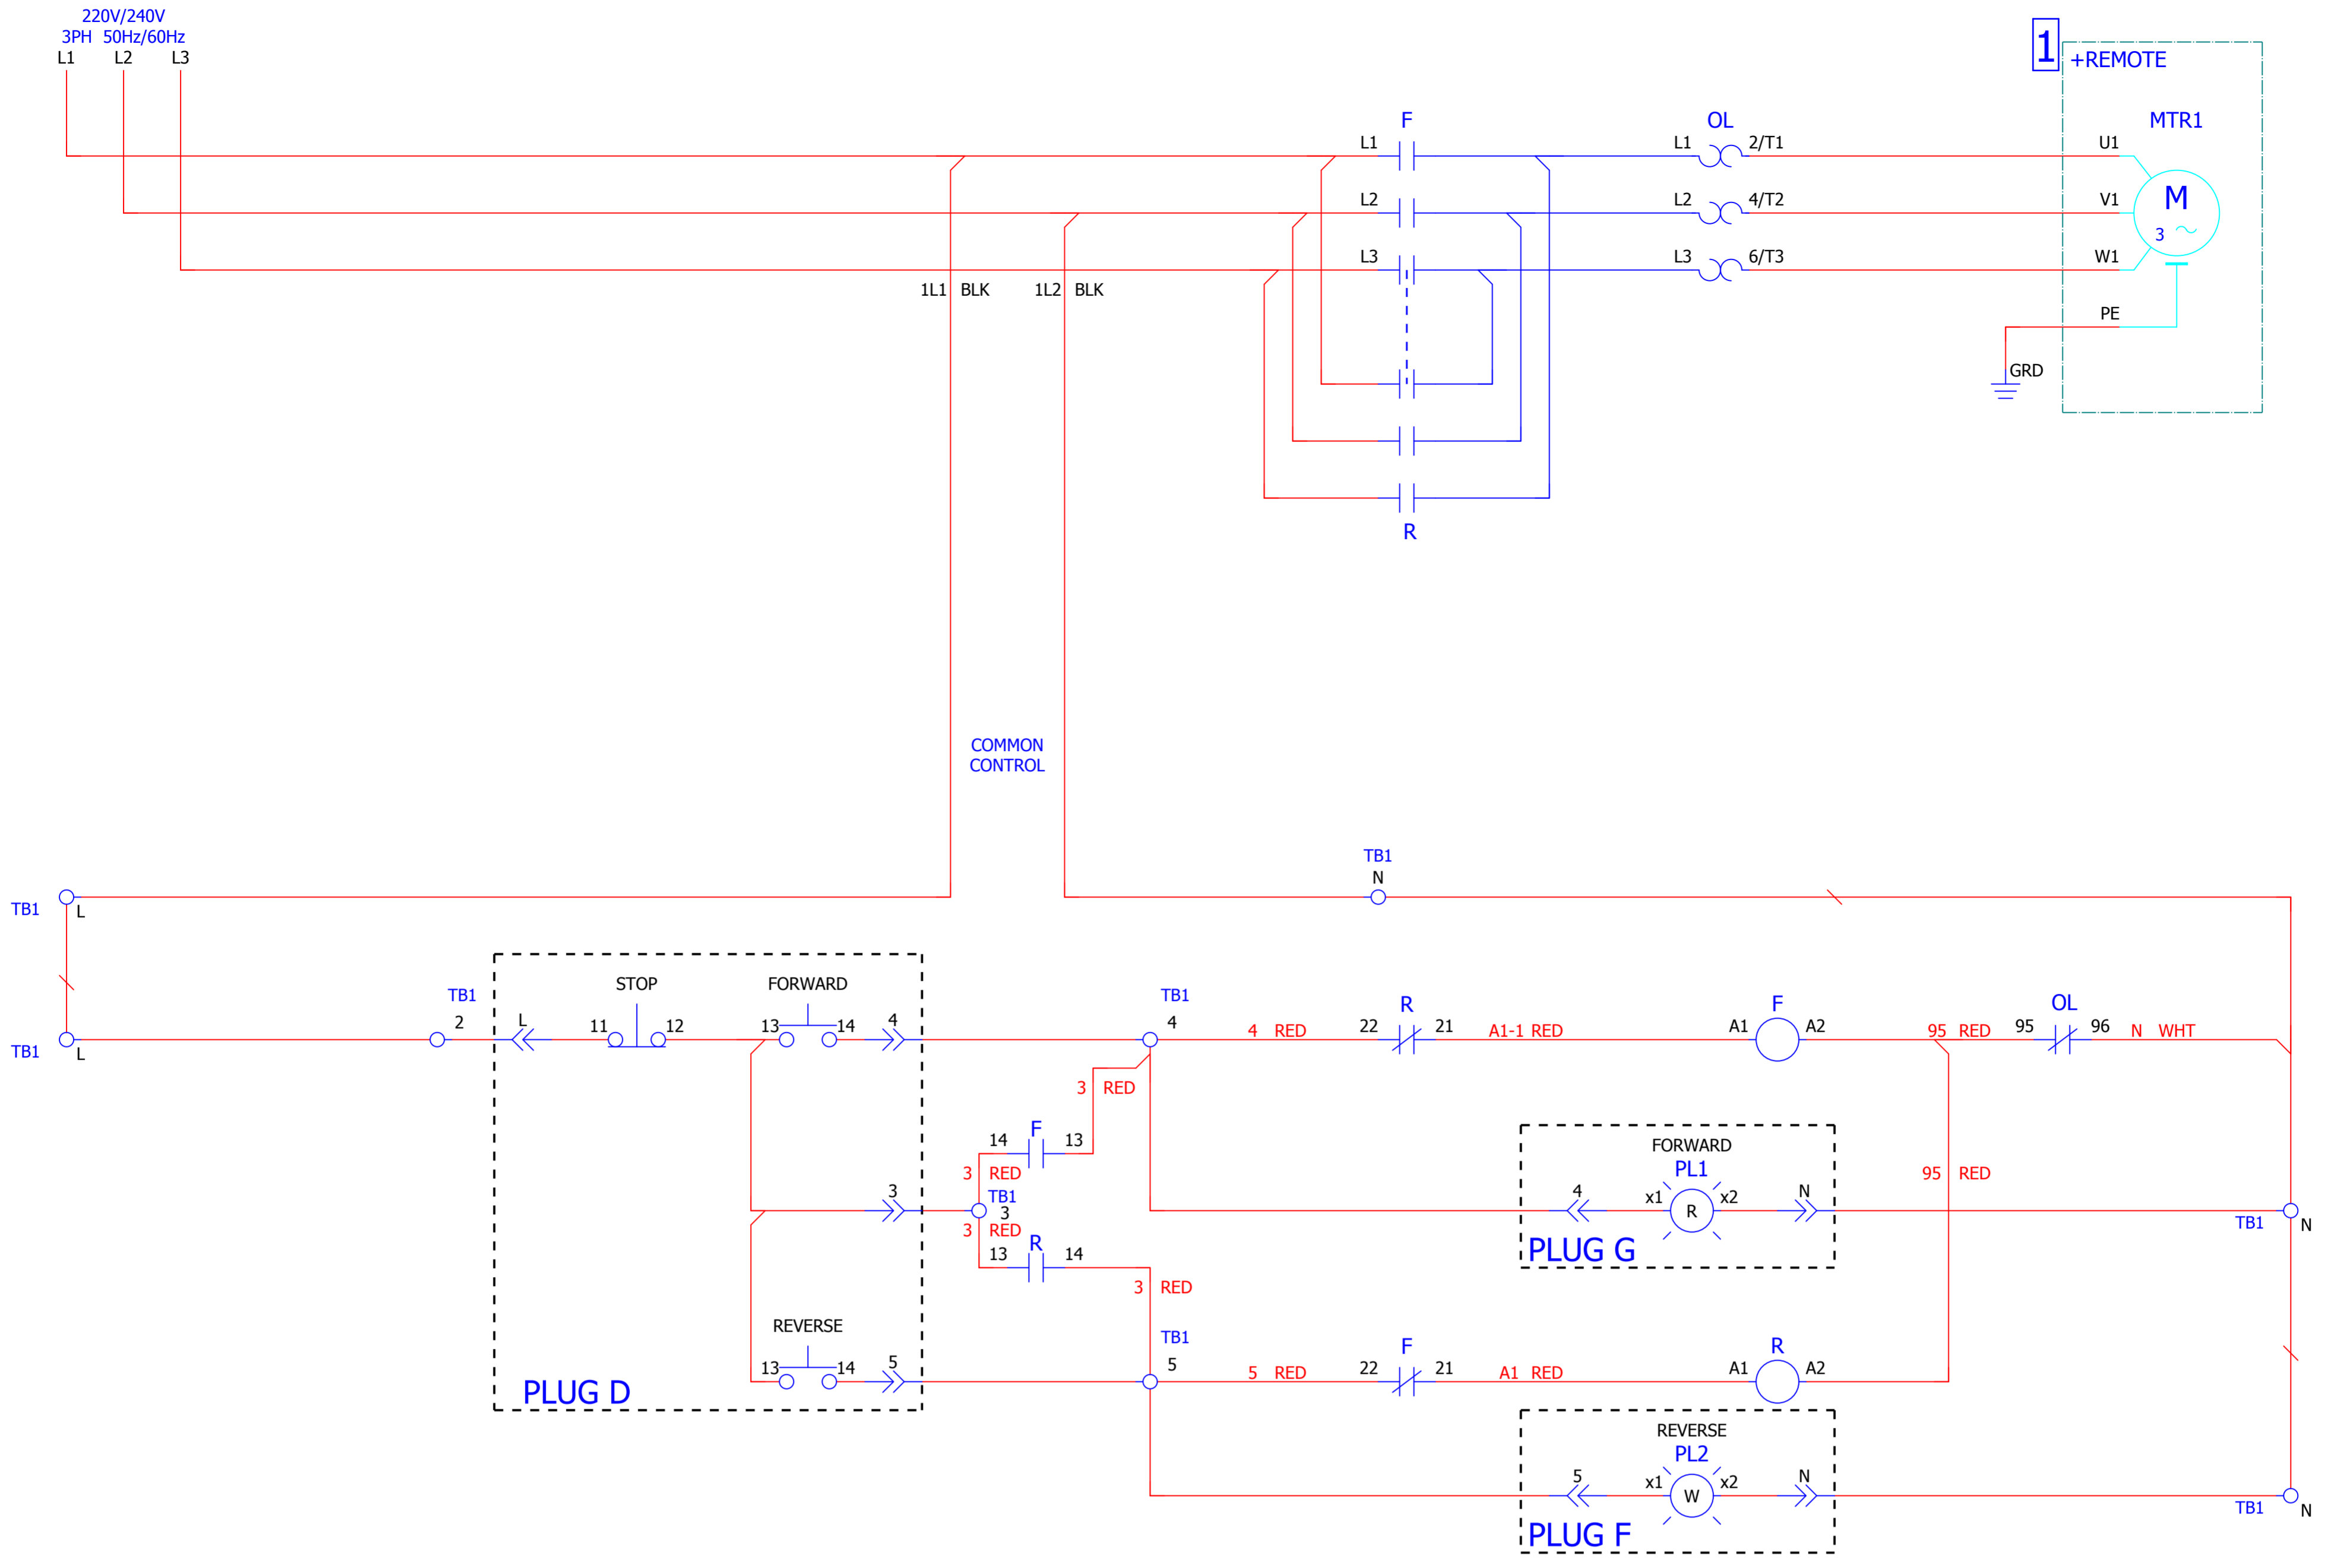 220V/240V
3PH 50Hz/60Hz
L1 L2 L3
1
+REMOTE
F OL MTR1
L1 L1 2/T1 U1
L2 L2 4/T2 V1
M
3
L3 L3 6/T3 W1
1L1 BLK 1L2 BLK
PE
GRD
R
COMMON
CONTROL
TB1
N
TB1 L
STOP FORWARD
TB1 TB1 R F OL
2 L 11 12 13 14 4 4 4 RED 22 21 A1-1 RED A1 A2 95 RED 95 96 N WHT
TB1 L
3 RED
F
14 13
FORWARD
PL1
3 RED 95 RED
3 TB1 4 x1 x2 N
3 R
TB1 N
3 RED
R PLUG G
13 14
3 RED
REVERSE
TB1 F R
13 14 5 5 5 RED 22 21 A1 RED A1 A2
PLUG D
REVERSE
PL2
5 x1 x2 N
W
TB1 N
PLUG F